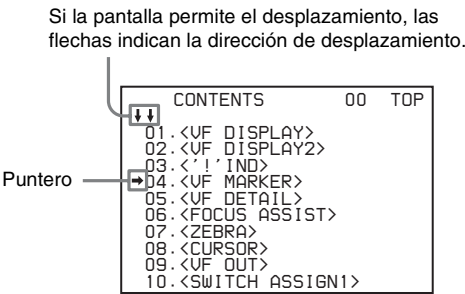 Si la pantalla permite el desplazamiento, las
flechas indican la dirección de desplazamiento.
CONTENTS 00 TOP
↓↓
01.<VF DISPLAY>
02.<VF DISPLAY2>
03.<'!'IND>
Puntero ➡04.<VF MARKER>
05.<VF DETAIL>
06.<FOCUS ASSIST>
07.<ZEBRA>
08.<CURSOR>
09.<VF OUT>
10.<SWITCH ASSIGN1>